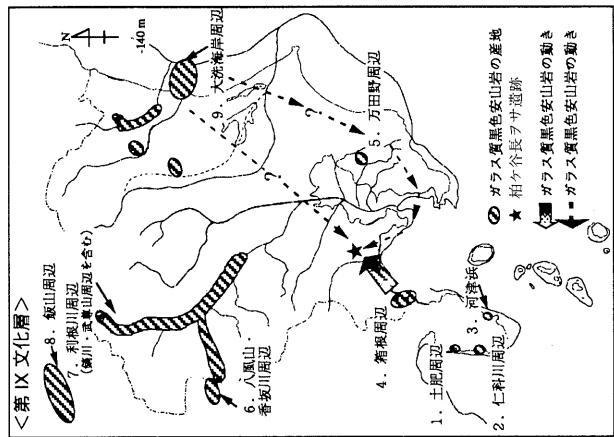 <第 IX 文化層>
8．飯山周辺
7．利根川周辺
(鏑川・武尊山周辺を含む)
6．八風山・
香坂川周辺
N
-140 m
大洗海岸周辺
9．
?
?
5．万田野周辺
4．箱根周辺
3．河津浜
1．土肥周辺
2．仁科川周辺
ガラス質黒色安山岩の産地
柏ケ谷長ヲサ遺跡
ガラス質黒色安山岩の動き
ガラス質黒色安山岩の動き